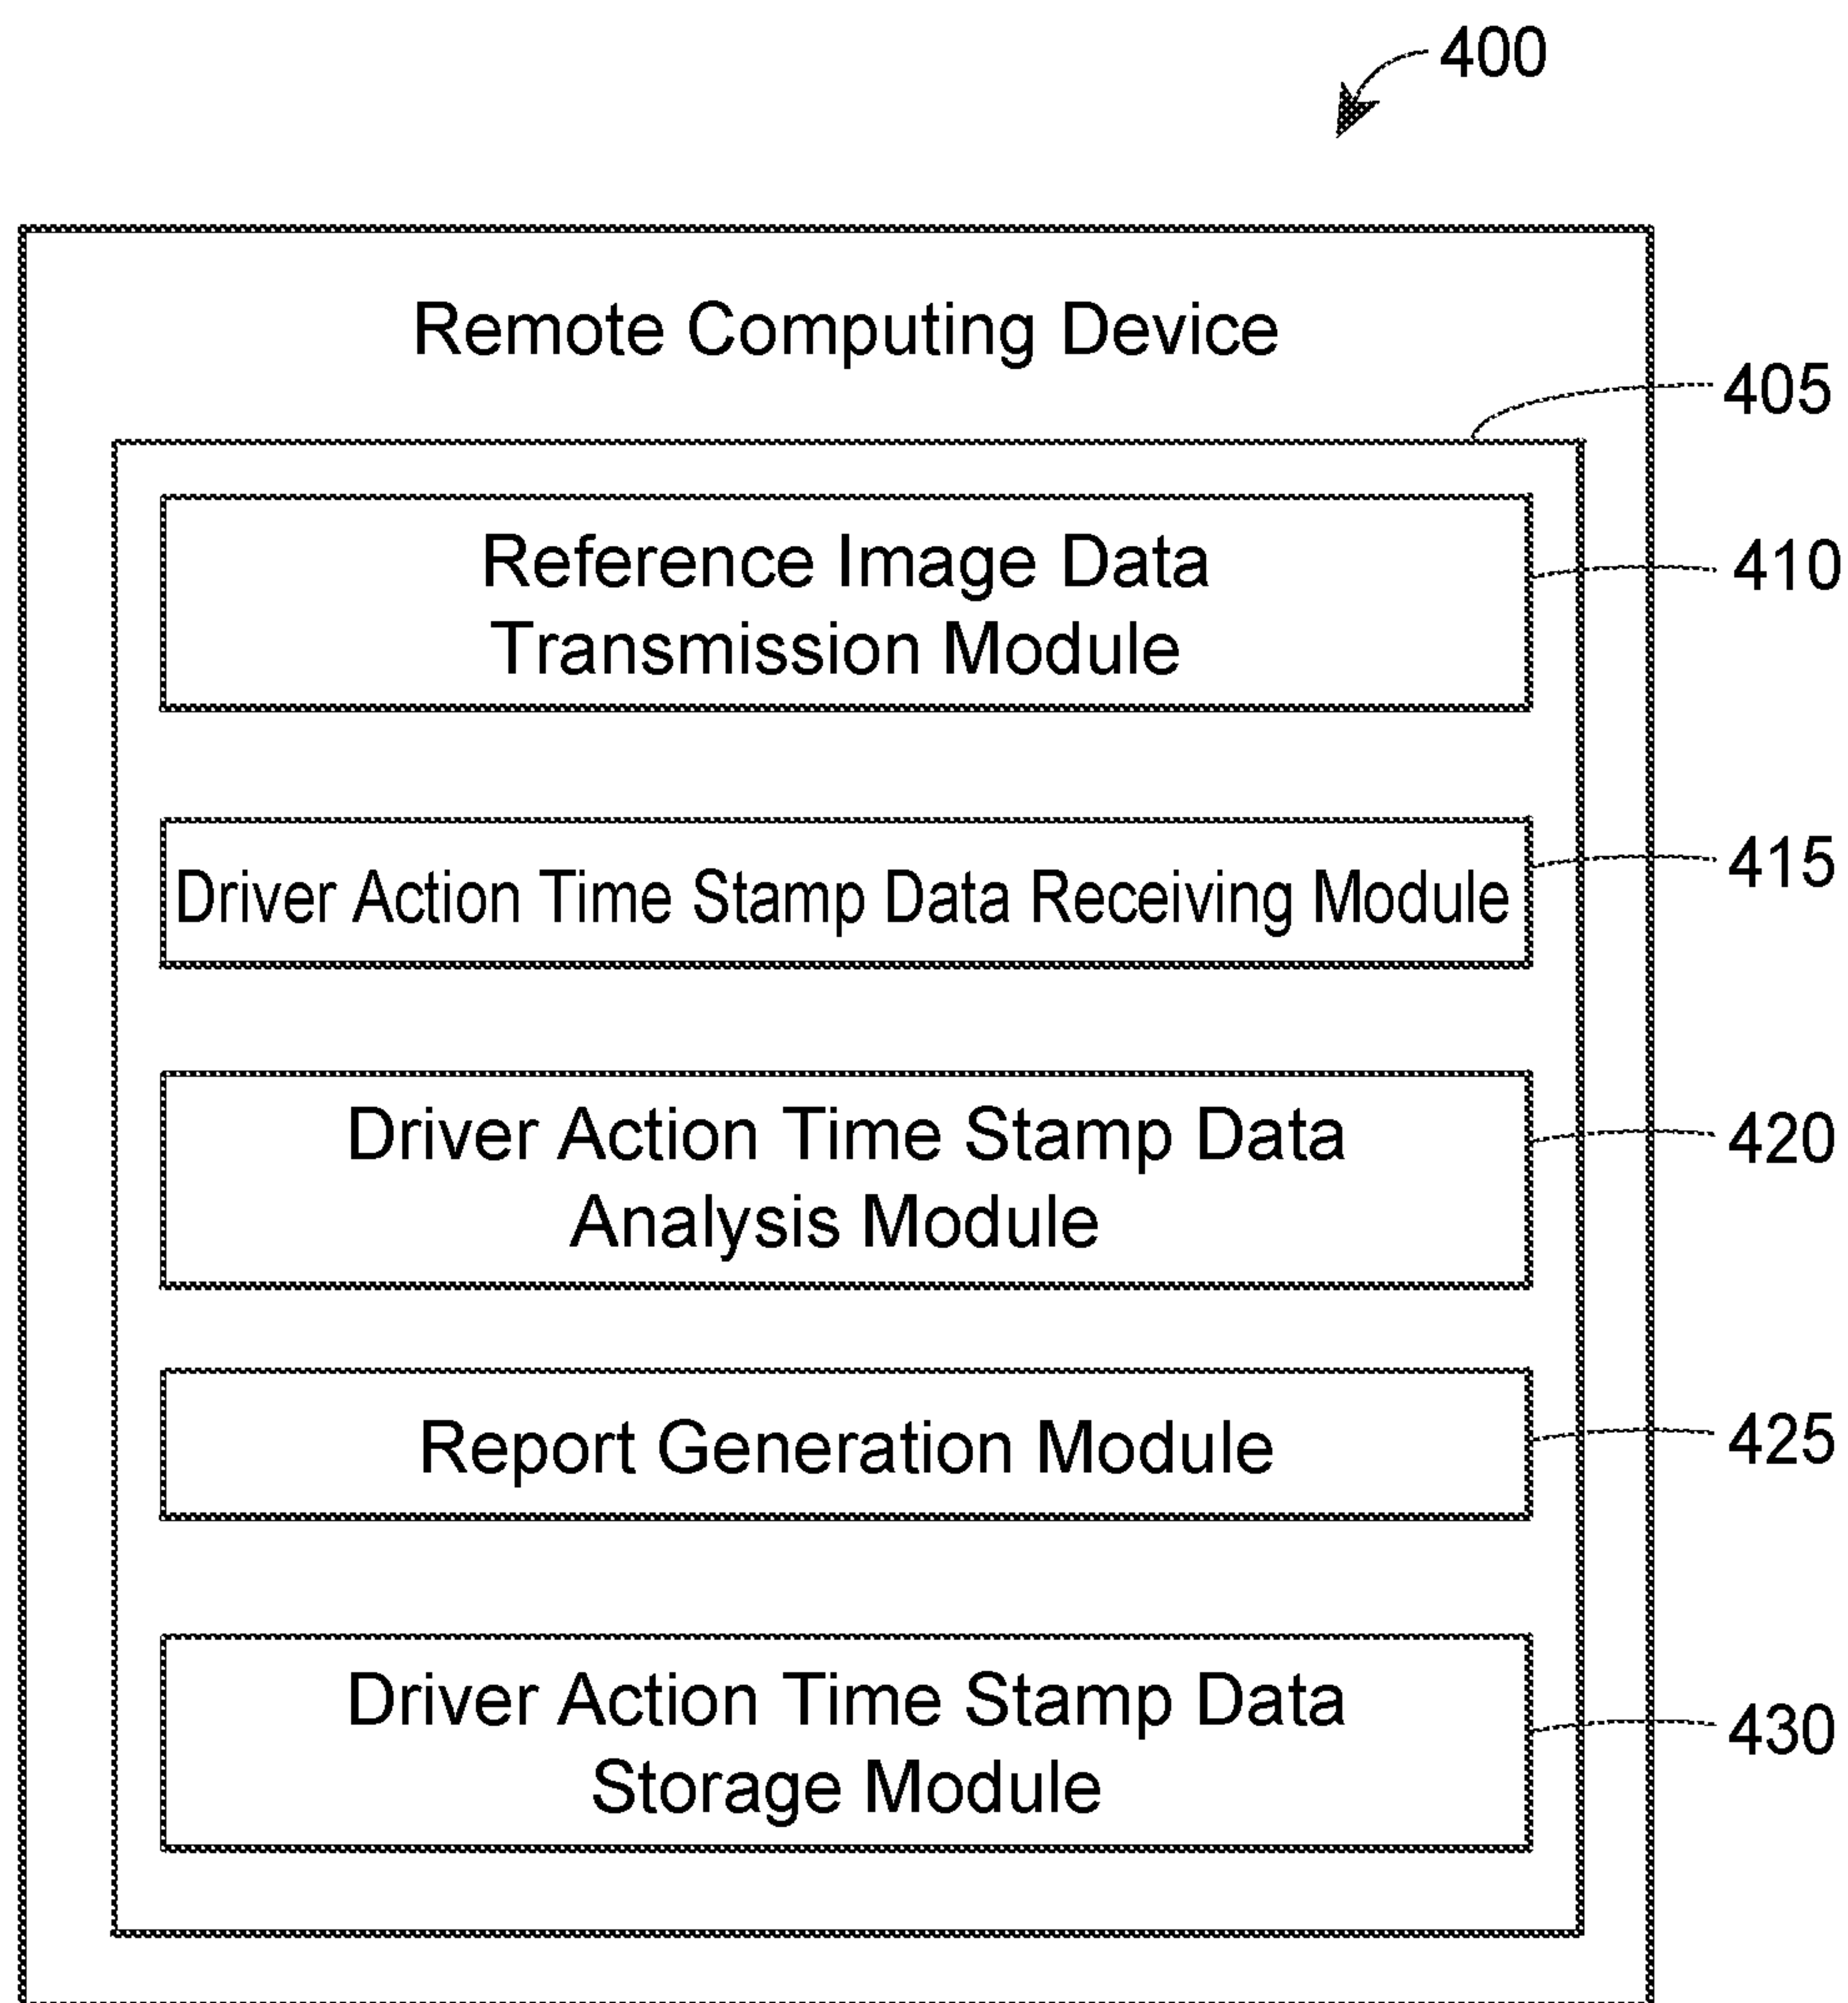 400
Remote Computing Device
405
Reference Image Data
Transmission Module
410
Driver Action Time Stamp Data Receiving Module
415
Driver Action Time Stamp Data
Analysis Module
420
Report Generation Module
425
Driver Action Time Stamp Data
Storage Module
430